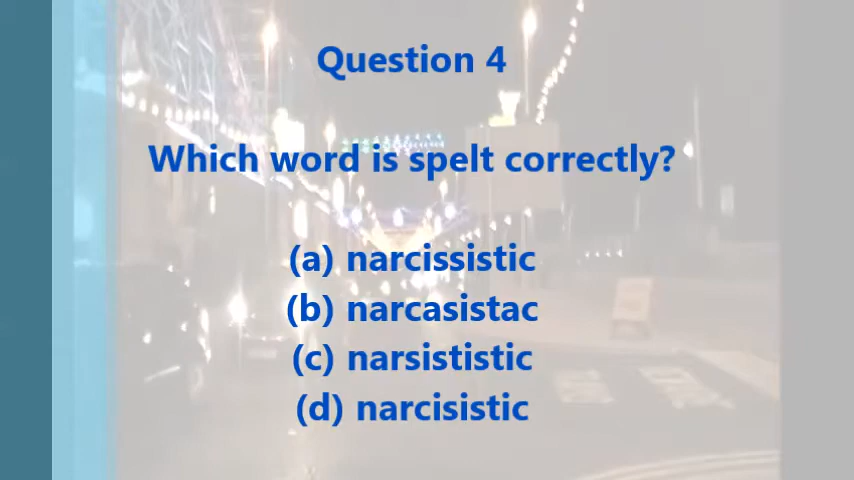 Question 4
Which word is spelt correctly?
(a) narcissistic
(b) narcasistac
(c) narsististic
(d) narcisistic